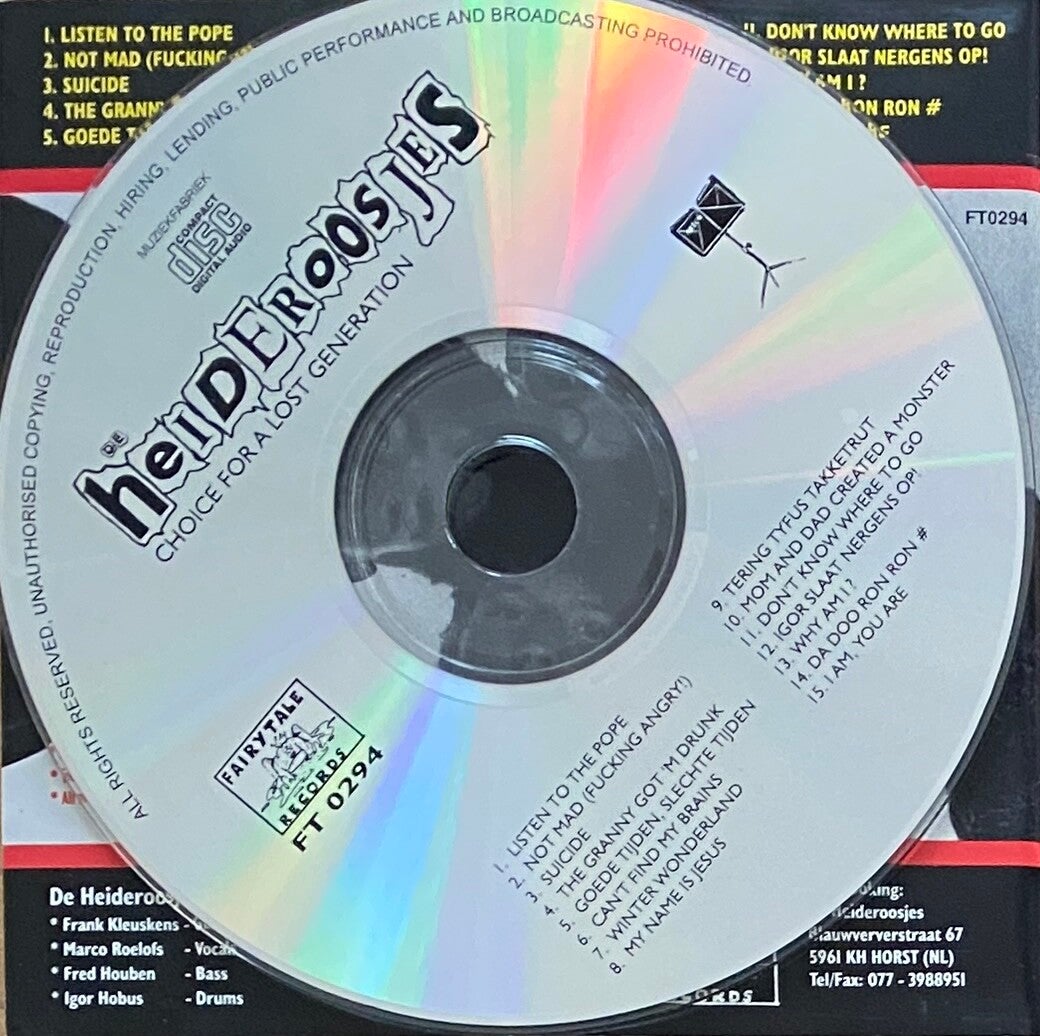 1. LISTEN TO THE POPE
2. NOT MAD (FUCKING
3. SUICIDE
4. THE GRANNY
5. GOEDE
11. DON'T KNOW WHERE TO GO
SLAAT NERGENS OP!
AM I ?
RON RON #
FT0294
ALL RIGHTS RESERVED, UNAUTHORISED COPYING, REPRODUCTION, HIRING, LENDING, PUBLIC PERFORMANCE AND BROADCASTING PROHIBITED.
MUZIEKFABRIEK
COMPACT
disc
DIGITAL AUDIO
DE
heiDERoosJES
CHOICE FOR A LOST GENERATION
FAIRYTALE
RECORDS
FT 0294
1. LISTEN TO THE POPE
2. NOT MAD (FUCKING ANGRY!)
3. SUICIDE
4. THE GRANNY GOT 'M DRUNK
5. GOEDE TIJDEN, SLECHTE TIJDEN
6. CAN'T FIND MY BRAINS
7. WINTER WONDERLAND
8. MY NAME IS JESUS
9. TERING TYFUS TAKKETRUT
10. MOM AND DAD CREATED A MONSTER
11. DON'T KNOW WHERE TO GO
12. IGOR SLAAT NERGENS OP!
13. WHY AM I ?
14. DA DOO RON RON #
15. I AM, YOU ARE
De Heideroos
* Frank Kleuskens -
* Marco Roelofs - Vocals
* Fred Houben - Bass
* Igor Hobus - Drums
Heideroosjes
Blauwververstraat 67
5961 KH HORST (NL)
Tel/Fax: 077 - 3988951
RECORDS